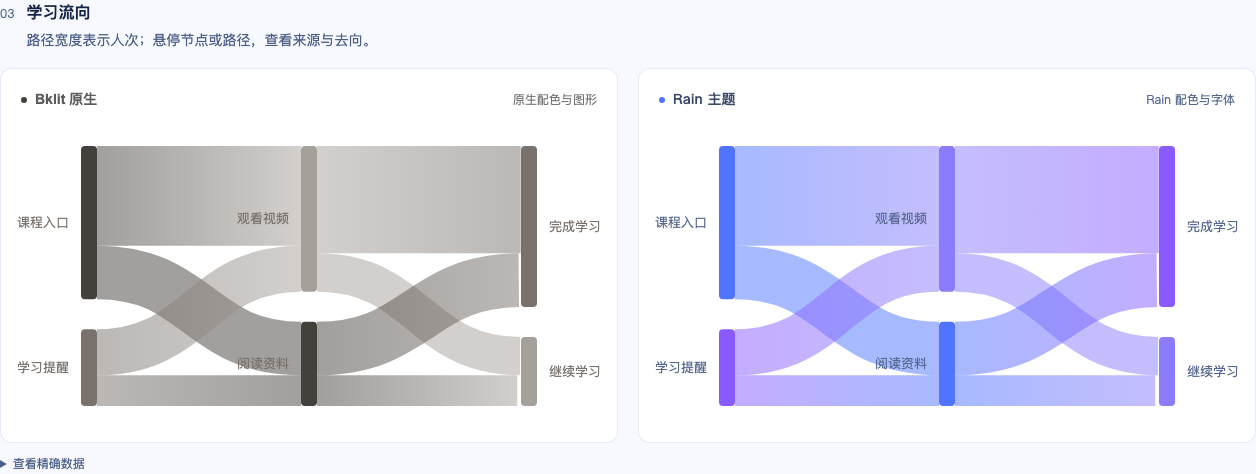 03 学习流向
路径宽度表示人次；悬停节点或路径，查看来源与去向。
Bklit 原生
原生配色与图形
课程入口
观看视频
完成学习
学习提醒
阅读资料
继续学习
Rain 主题
Rain 配色与字体
课程入口
观看视频
完成学习
学习提醒
阅读资料
继续学习
查看精确数据